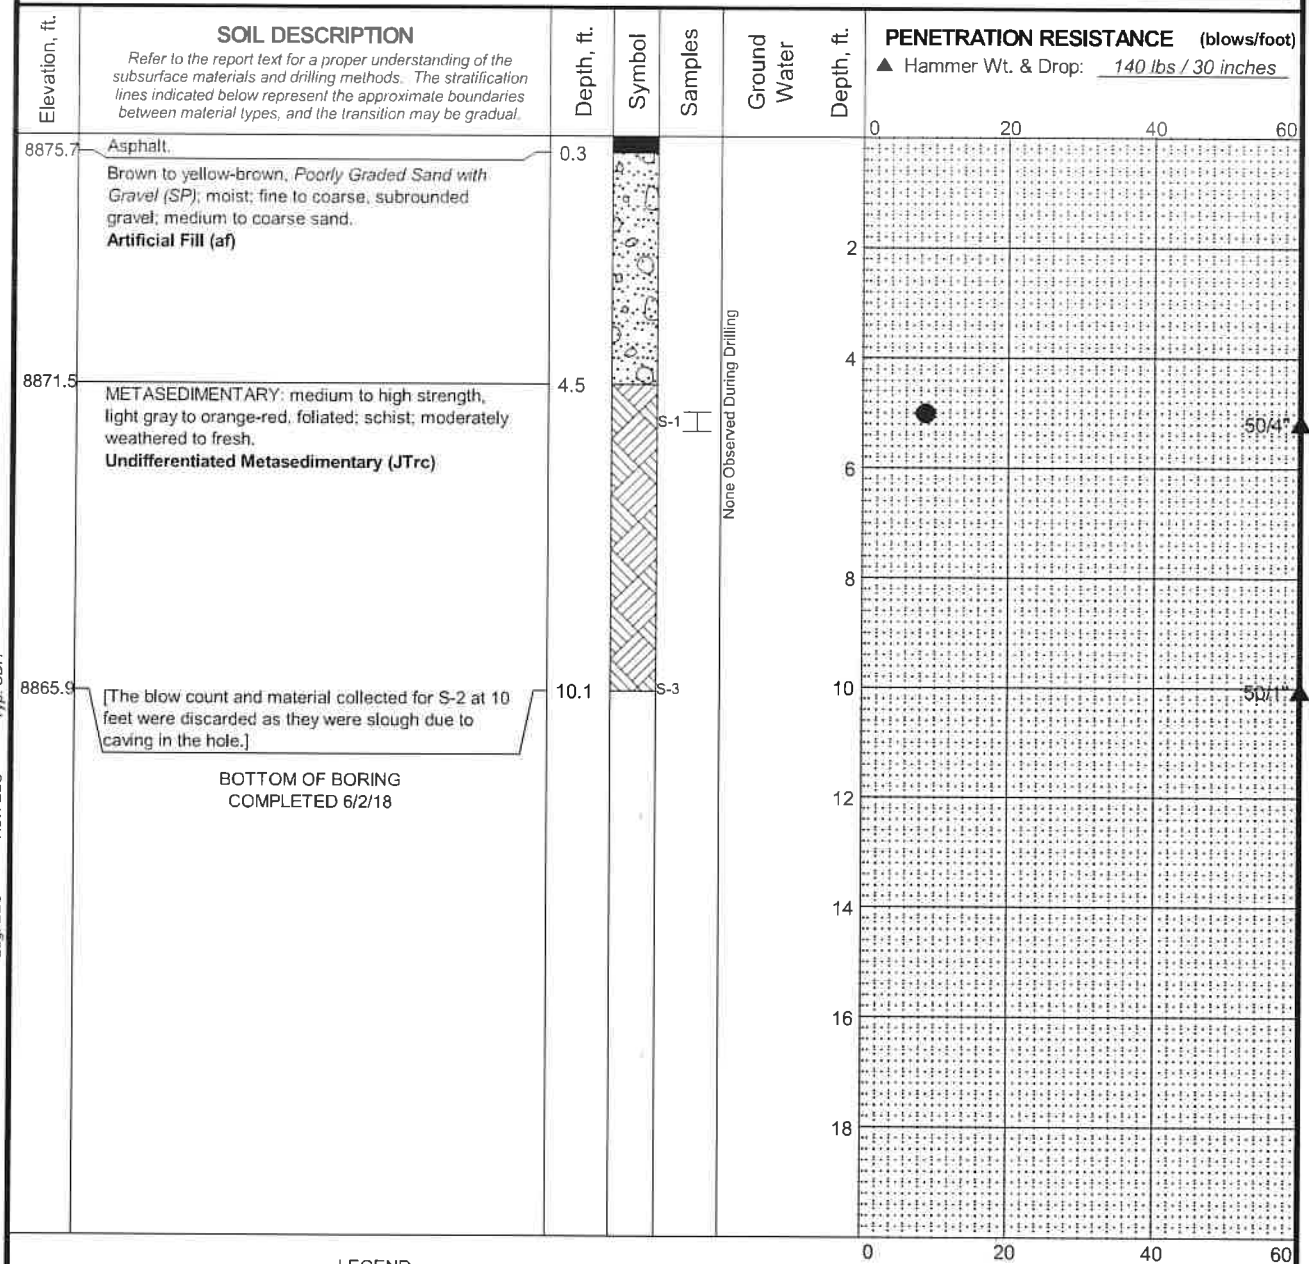 Elevation, ft.
SOIL DESCRIPTION
Refer to the report text for a proper understanding of the
subsurface materials and drilling methods. The stratification
lines indicated below represent the approximate boundaries
between material types, and the transition may be gradual.
Depth, ft.
Symbol
Samples
Ground
Water
Depth, ft.
PENETRATION RESISTANCE (blows/foot)
▲ Hammer Wt. & Drop: 140 lbs / 30 inches
0 20 40 60
8875.7
Asphalt.
0.3
Brown to yellow-brown, Poorly Graded Sand with
Gravel (SP); moist; fine to coarse, subrounded
gravel; medium to coarse sand.
Artificial Fill (af)
2
4
8871.5
4.5
METASEDIMENTARY: medium to high strength,
light gray to orange-red, foliated; schist; moderately
weathered to fresh.
Undifferentiated Metasedimentary (JTrc)
S-1
None Observed During Drilling
50/4"
6
8
8865.9
10.1
S-3
10
50/1"
[The blow count and material collected for S-2 at 10
feet were discarded as they were slough due to
caving in the hole.]
BOTTOM OF BORING
COMPLETED 6/2/18
12
14
16
18
0 20 40 60
LEGEND